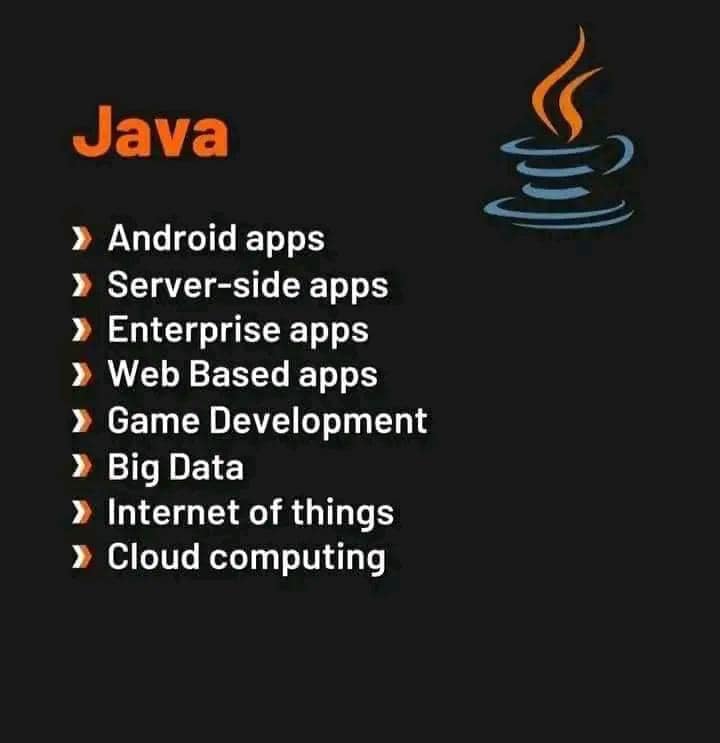 Java
Android apps
Server-side apps
Enterprise apps
Web Based apps
Game Development
Big Data
Internet of things
Cloud computing